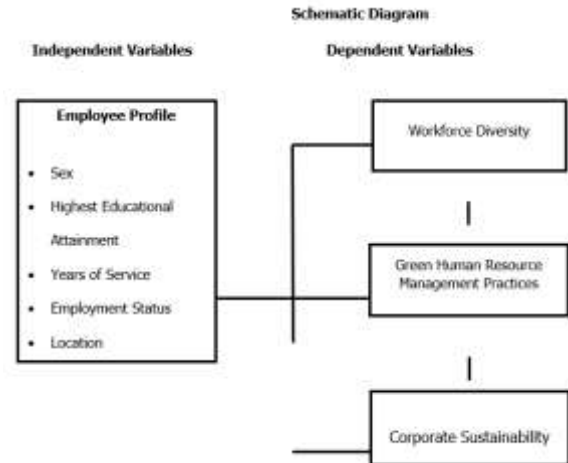 Schematic Diagram
Independent Variables
Dependent Variables
Employee Profile
• Sex
• Highest Educational
Attainment
• Years of Service
• Employment Status
• Location
Workforce Diversity
Green Human Resource
Management Practices
Corporate Sustainability